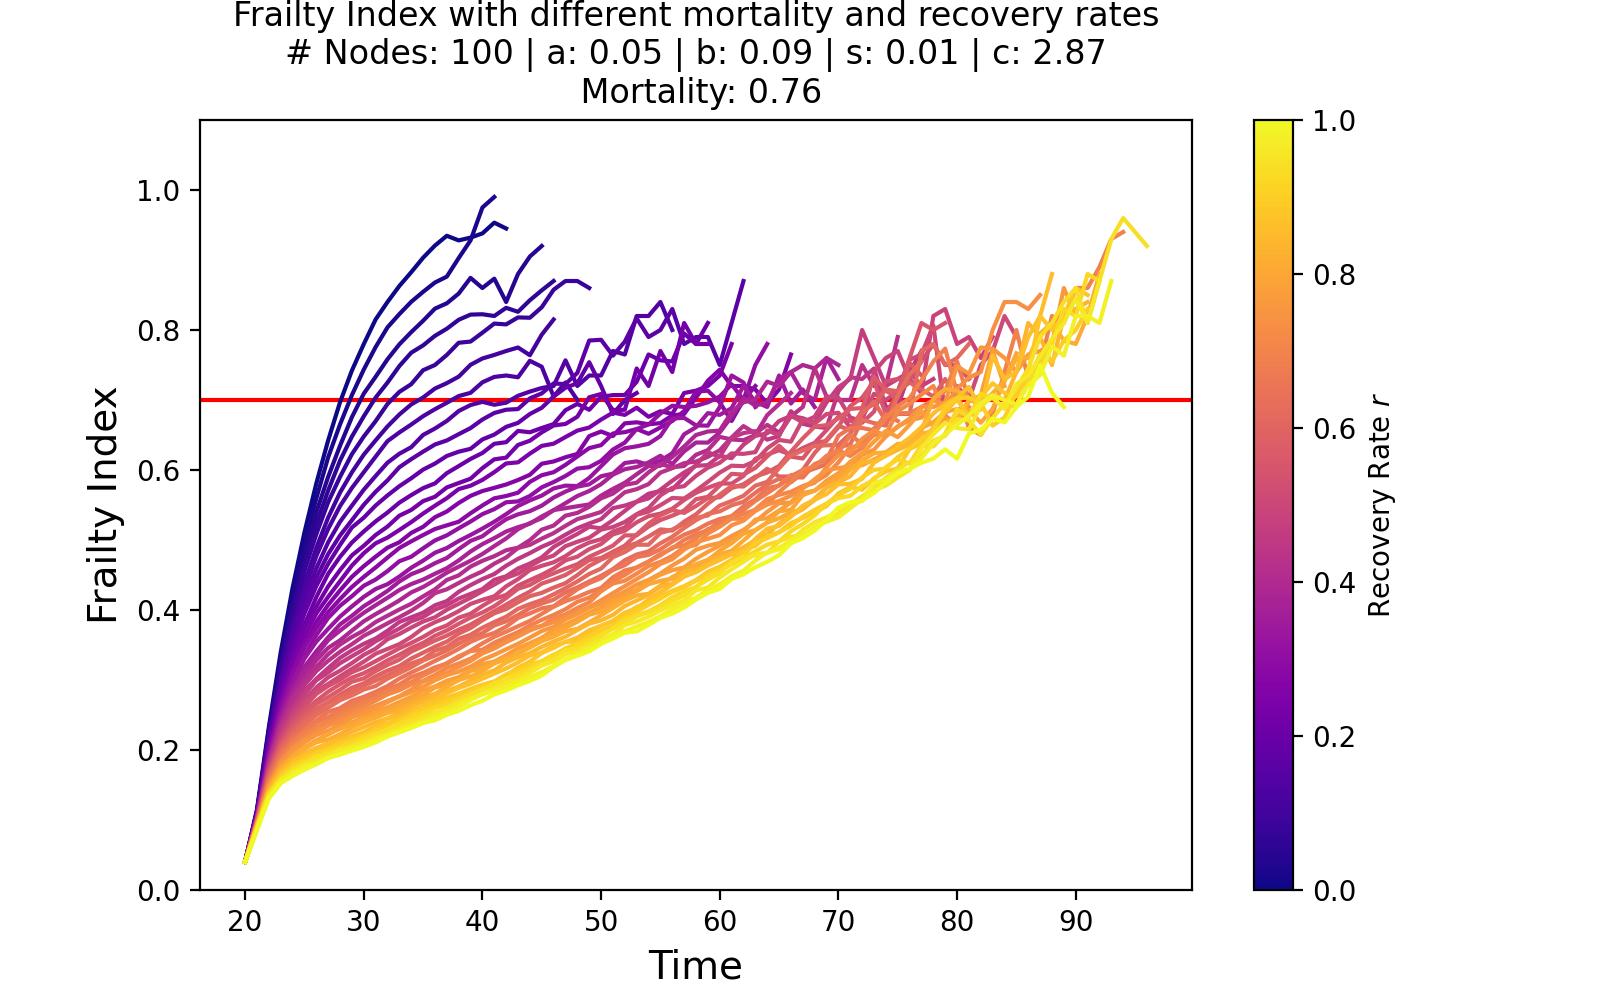 Frailty Index with different mortality and recovery rates
# Nodes: 100 | a: 0.05 | b: 0.09 | s: 0.01 | c: 2.87
Mortality: 0.76
Frailty Index
1.0
0.8
0.6
0.4
0.2
0.0
20 30 40 50 60 70 80 90
Time
1.0
0.8
0.6
0.4
0.2
0.0
Recovery Rate r